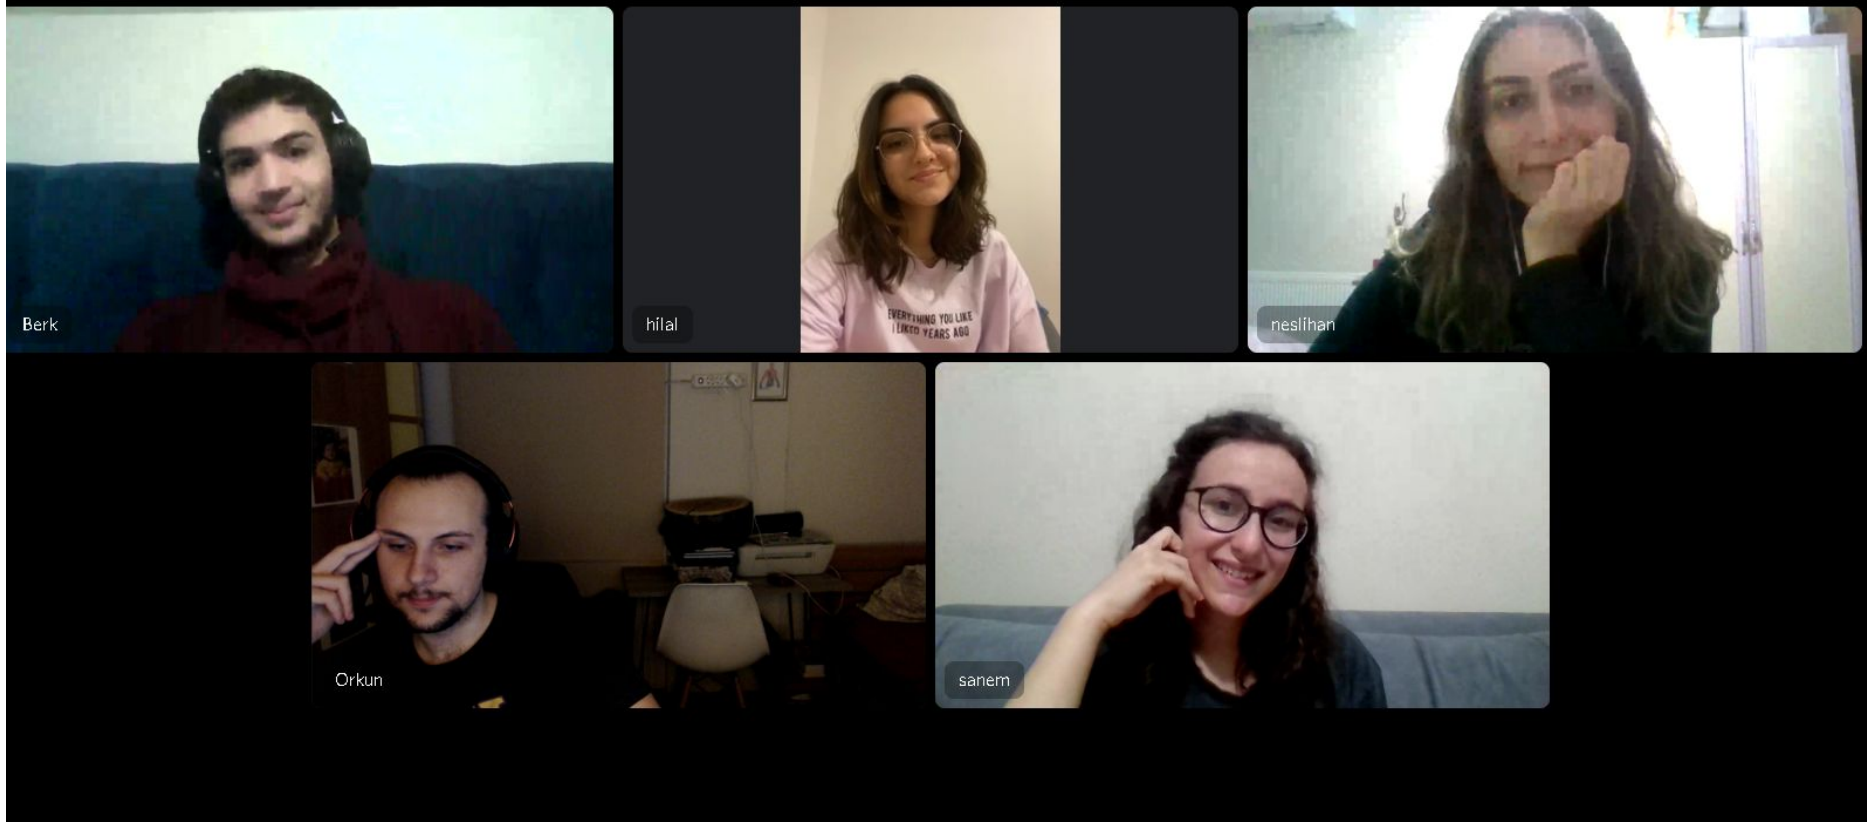 Berk
hilal
EVERYTHING YOU LIKE
I LIKED YEARS AGO
neslihan
Orkun
sanem